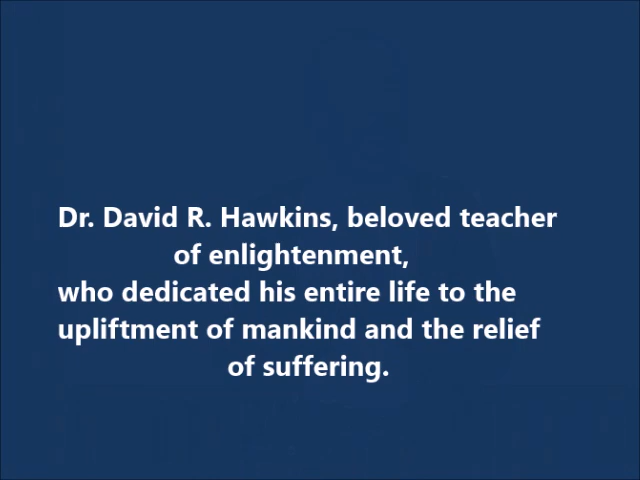 Dr. David R. Hawkins, beloved teacher
of enlightenment,
who dedicated his entire life to the
upliftment of mankind and the relief
of suffering.